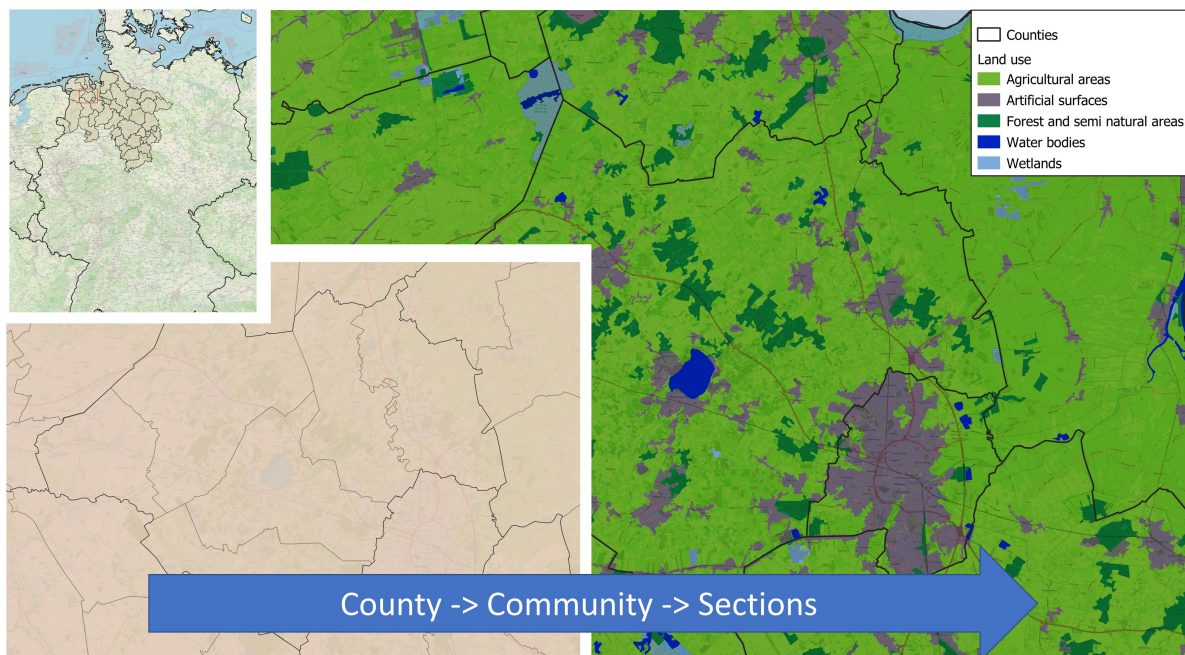 Counties
Land use
Agricultural areas
Artificial surfaces
Forest and semi natural areas
Water bodies
Wetlands
County -> Community -> Sections